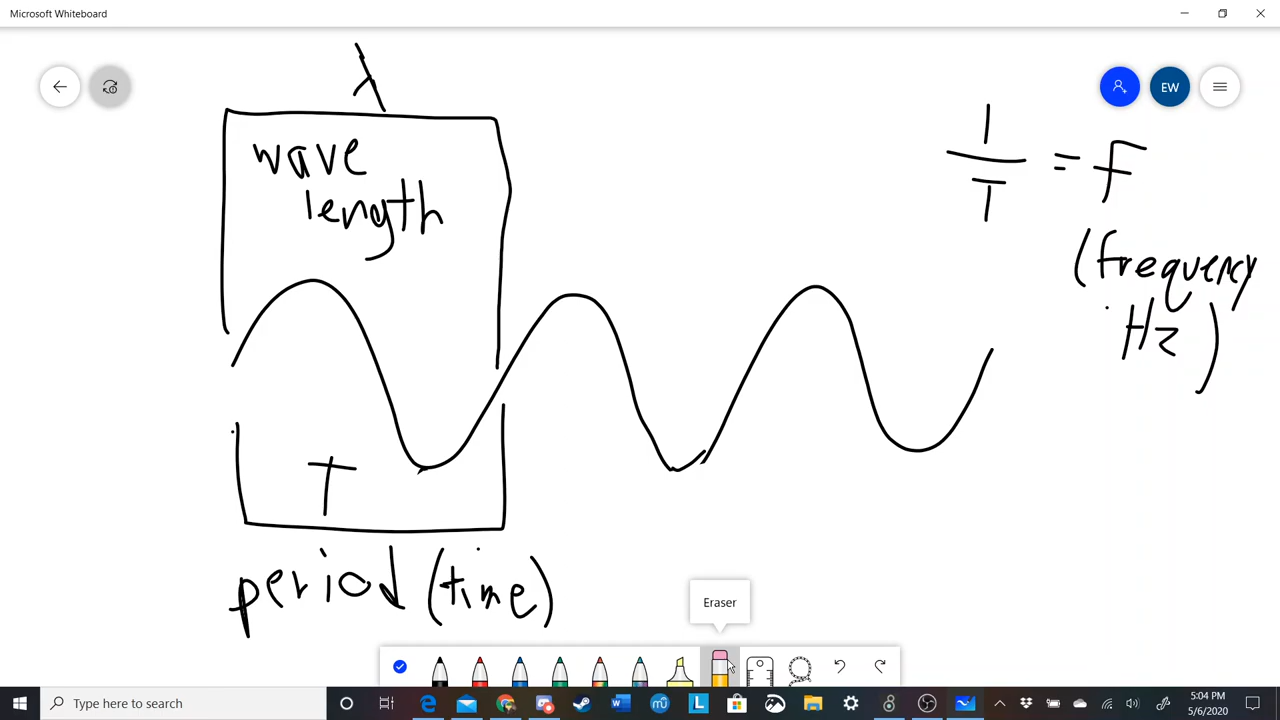 Microsoft Whiteboard
EW
λ
wave
length
1
T
= F
(frequency
Hz)
T
period (time)
Eraser
Type here to search
5:04 PM
5/6/2020